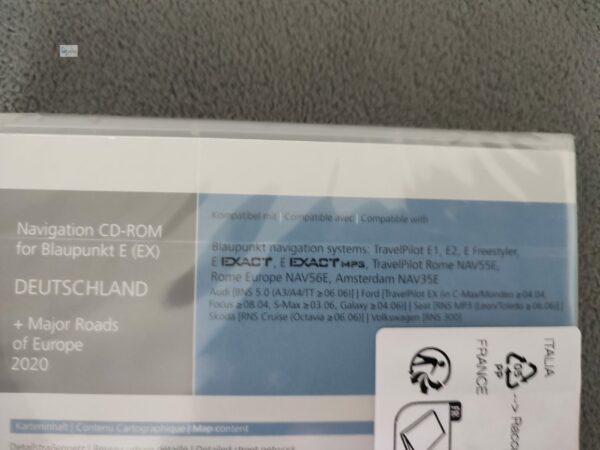 Navigation CD-ROM
for Blaupunkt E (EX)
DEUTSCHLAND
+ Major Roads
of Europe
2020
Kompatibel mit | Compatible avec | Compatible with
Blaupunkt navigation systems: TravelPilot E1, E2, E Freestyler,
E EXACT, E EXACT MP3, TravelPilot Rome NAV55E,
Rome Europe NAV56E, Amsterdam NAV35E
Audi [BNS 5.0 (A3/A4/TT ≥06.06)] | Ford [TravelPilot EX (in C-Max/Mondeo ≥04.04,
Focus ≥08.04, S-Max ≥03.06, Galaxy ≥04.06)] | Seat [RNS MP3 (Leon/Toledo ≥06.06)] |
Skoda [RNS Cruise (Octavia ≥06.06)] | Volkswagen [RNS 300]
Karteninhalt | Contenu Cartographique | Map content
ITALIA
05
PP
FRANCE
FR